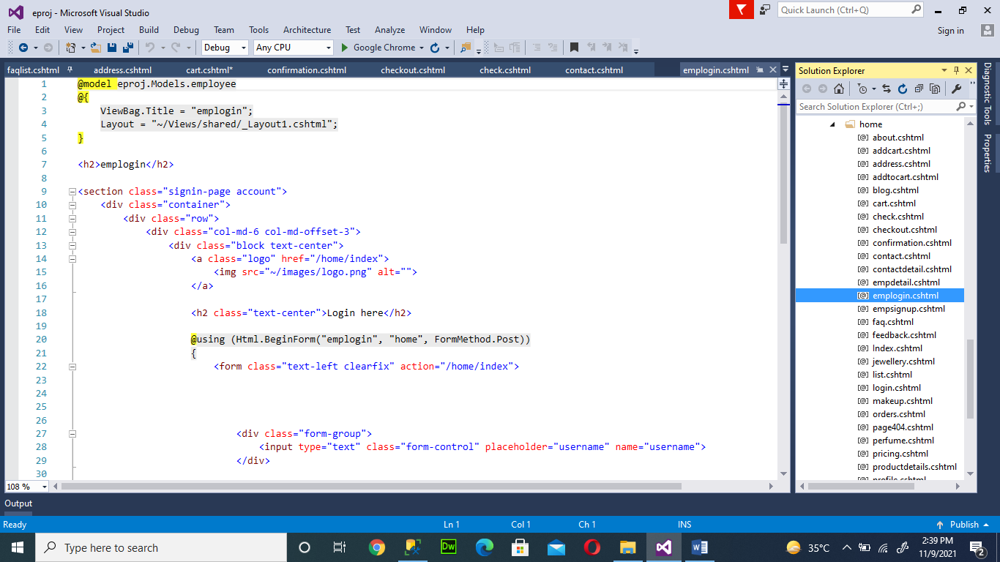 eproj - Microsoft Visual Studio
Quick Launch (Ctrl+Q)
File Edit View Project Build Debug Team Tools Architecture Test Analyze Window Help
Sign in
Debug Any CPU Google Chrome
faqlist.cshtml address.cshtml cart.cshtml* confirmation.cshtml checkout.cshtml check.cshtml contact.cshtml emplogin.cshtml
1 @model eproj.Models.employee
2 @{
3 ViewBag.Title = "emplogin";
4 Layout = "~/Views/shared/_Layout1.cshtml";
5 }
6
7 <h2>emplogin</h2>
8
9 <section class="signin-page account">
10 <div class="container">
11 <div class="row">
12 <div class="col-md-6 col-md-offset-3">
13 <div class="block text-center">
14 <a class="logo" href="/home/index">
15 <img src="~/images/logo.png" alt="">
16 </a>
17
18 <h2 class="text-center">Login here</h2>
19
20 @using (Html.BeginForm("emplogin", "home", FormMethod.Post))
21 {
22 <form class="text-left clearfix" action="/home/index">
23
24
25
26
27 <div class="form-group">
28 <input type="text" class="form-control" placeholder="username" name="username">
29 </div>
30
108 %
Solution Explorer
Search Solution Explorer (Ctrl+;)
home
about.cshtml
addcart.cshtml
address.cshtml
addtocart.cshtml
blog.cshtml
cart.cshtml
check.cshtml
checkout.cshtml
confirmation.cshtml
contact.cshtml
contactdetail.cshtml
empdetail.cshtml
emplogin.cshtml
empsignup.cshtml
faq.cshtml
feedback.cshtml
Index.cshtml
jewellery.cshtml
list.cshtml
login.cshtml
makeup.cshtml
orders.cshtml
page404.cshtml
perfume.cshtml
pricing.cshtml
productdetails.cshtml
profile.cshtml
Diagnostic Tools
Properties
Output
Ready Ln 1 Col 1 Ch 1 INS Publish
Type here to search
Dw
35°C
2:39 PM
11/9/2021
2